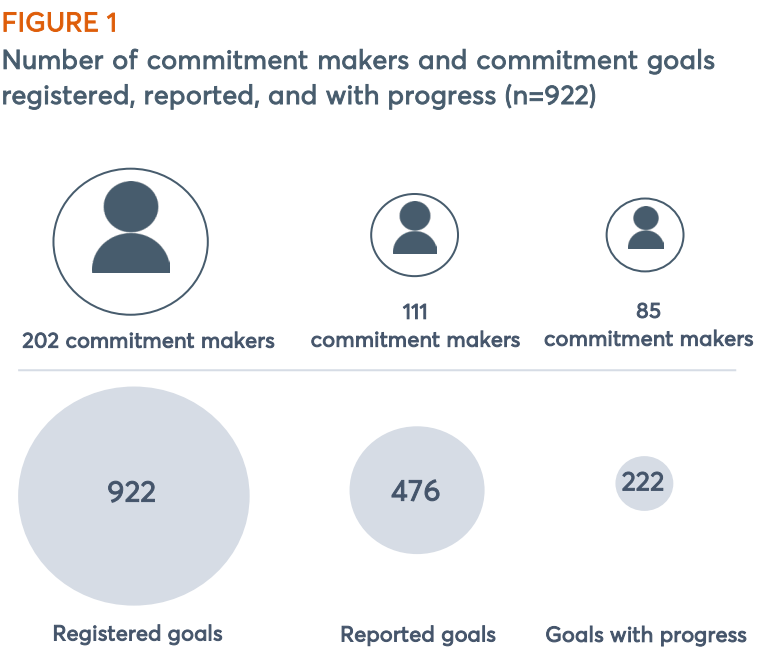 FIGURE 1
Number of commitment makers and commitment goals
registered, reported, and with progress (n=922)
202 commitment makers
111
commitment makers
85
commitment makers
922
476
222
Registered goals
Reported goals
Goals with progress